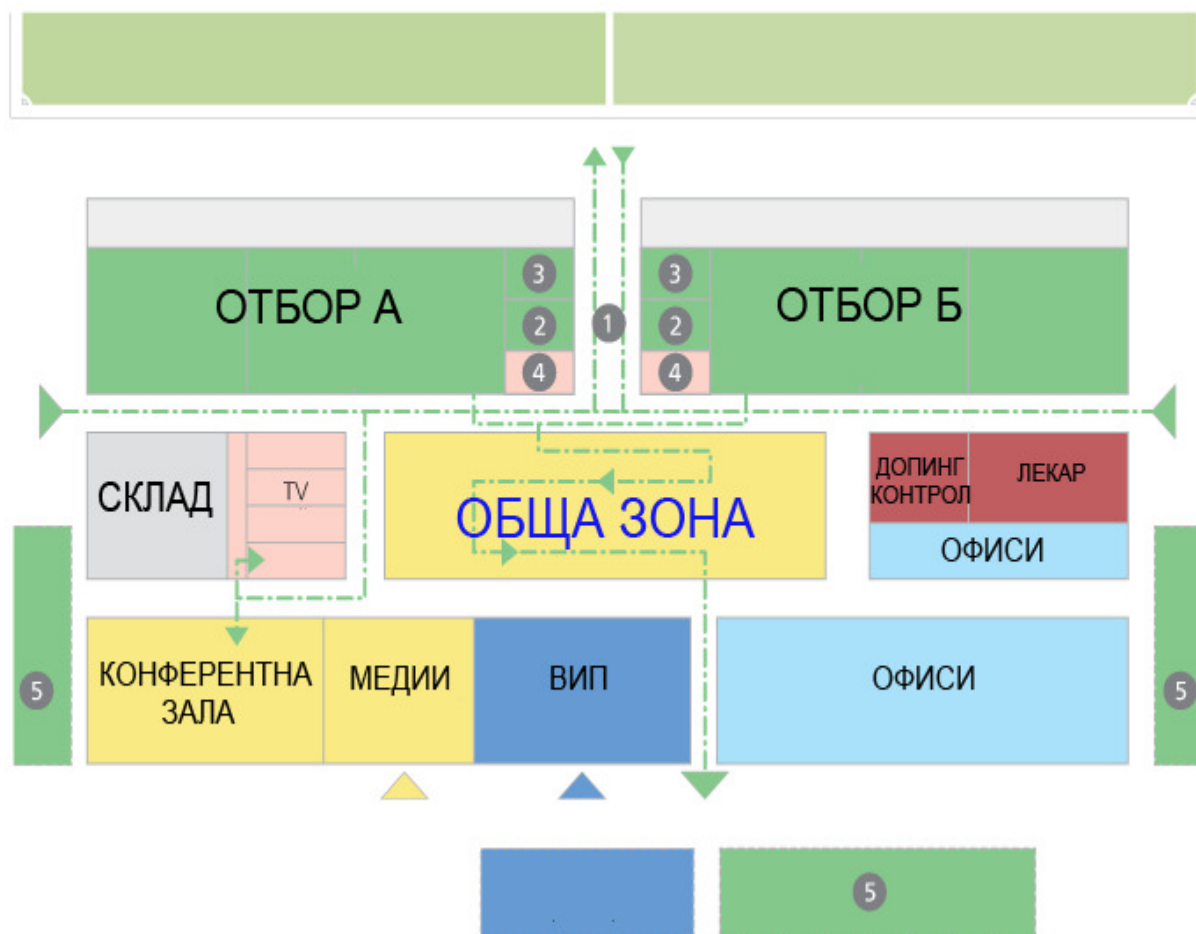 3
3
ОТБОР А
1
ОТБОР Б
2
2
4
4
СКЛАД
TV
ОБЩА ЗОНА
ДОПИНГ
КОНТРОЛ
ЛЕКАР
ОФИСИ
КОНФЕРЕНТНА
ЗАЛА
МЕДИИ
ВИП
ОФИСИ
5
5
5